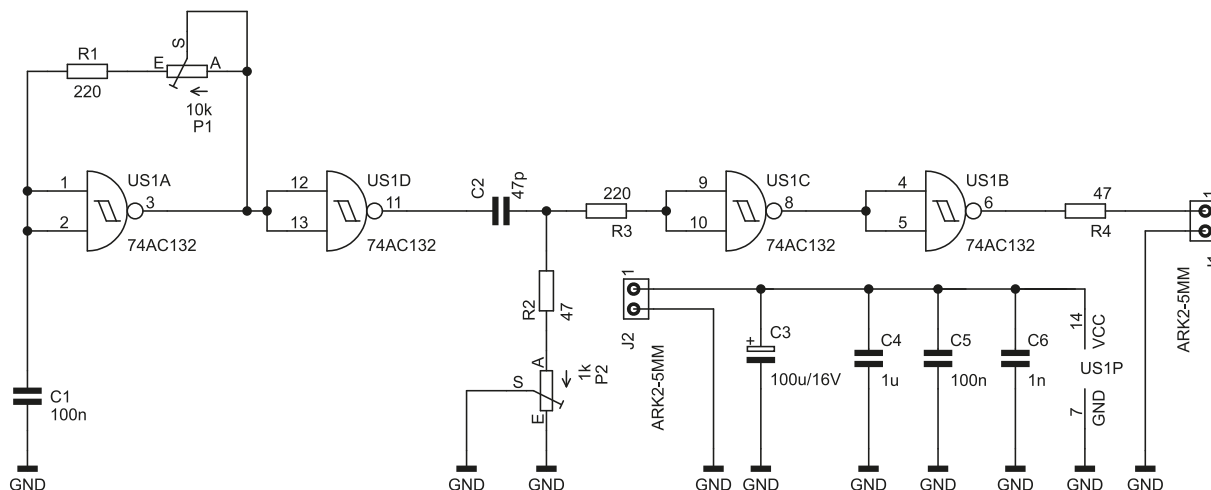 R1
220
E
S
A
10k
P1
1
2
US1A
3
74AC132
12
13
US1D
11
74AC132
C2
47p
220
R3
9
10
US1C
8
74AC132
4
5
US1B
6
74AC132
47
R4
1
ARK2-5MM
R2
47
A
S
E
1k
P2
1
J2
ARK2-5MM
+
C3
100u/16V
C4
1u
C5
100n
C6
1n
14
VCC
US1P
7
GND
C1
100n
GND
GND
GND
GND
GND
GND
GND
GND
GND
GND